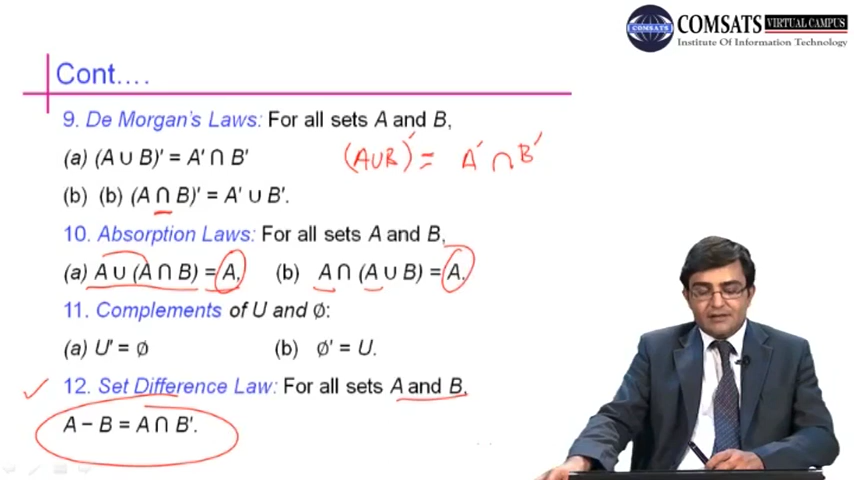 COMSATS VIRTUAL CAMPUS
(COMSATS)
Institute Of Information Technology
Cont....
9. De Morgan's Laws: For all sets A and B,
(a) (A ∪ B)' = A' ∩ B'
(A∪B)' = A' ∩ B'
(b) (b) (A ∩ B)' = A' ∪ B'.
10. Absorption Laws: For all sets A and B,
(a) A ∪ (A ∩ B) = A, (b) A ∩ (A ∪ B) = A.
11. Complements of U and ∅:
(a) U' = ∅ (b) ∅' = U.
12. Set Difference Law: For all sets A and B,
A − B = A ∩ B'.